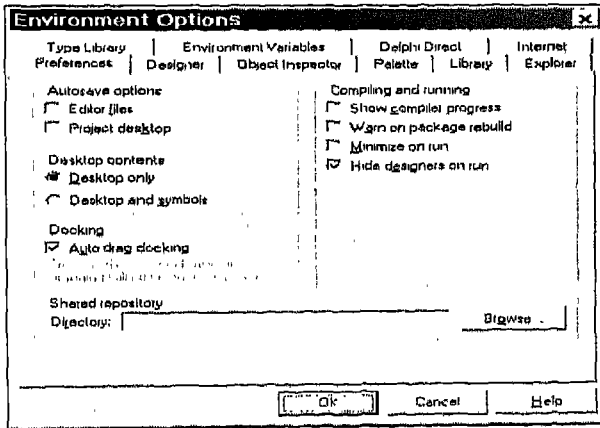 Environment Options
Type Library Environment Variables Delphi Direct Internet
Preferences Designer Object Inspector Palette Library Explorer
Autosave options
Editor files
Project desktop
Desktop contents
Desktop only
Desktop and symbols
Docking
Auto drag docking
Compiling and running
Show compiler progress
Warn on package rebuild
Minimize on run
Hide designers on run
Shared repository
Directory:
Browse
Ok Cancel Help